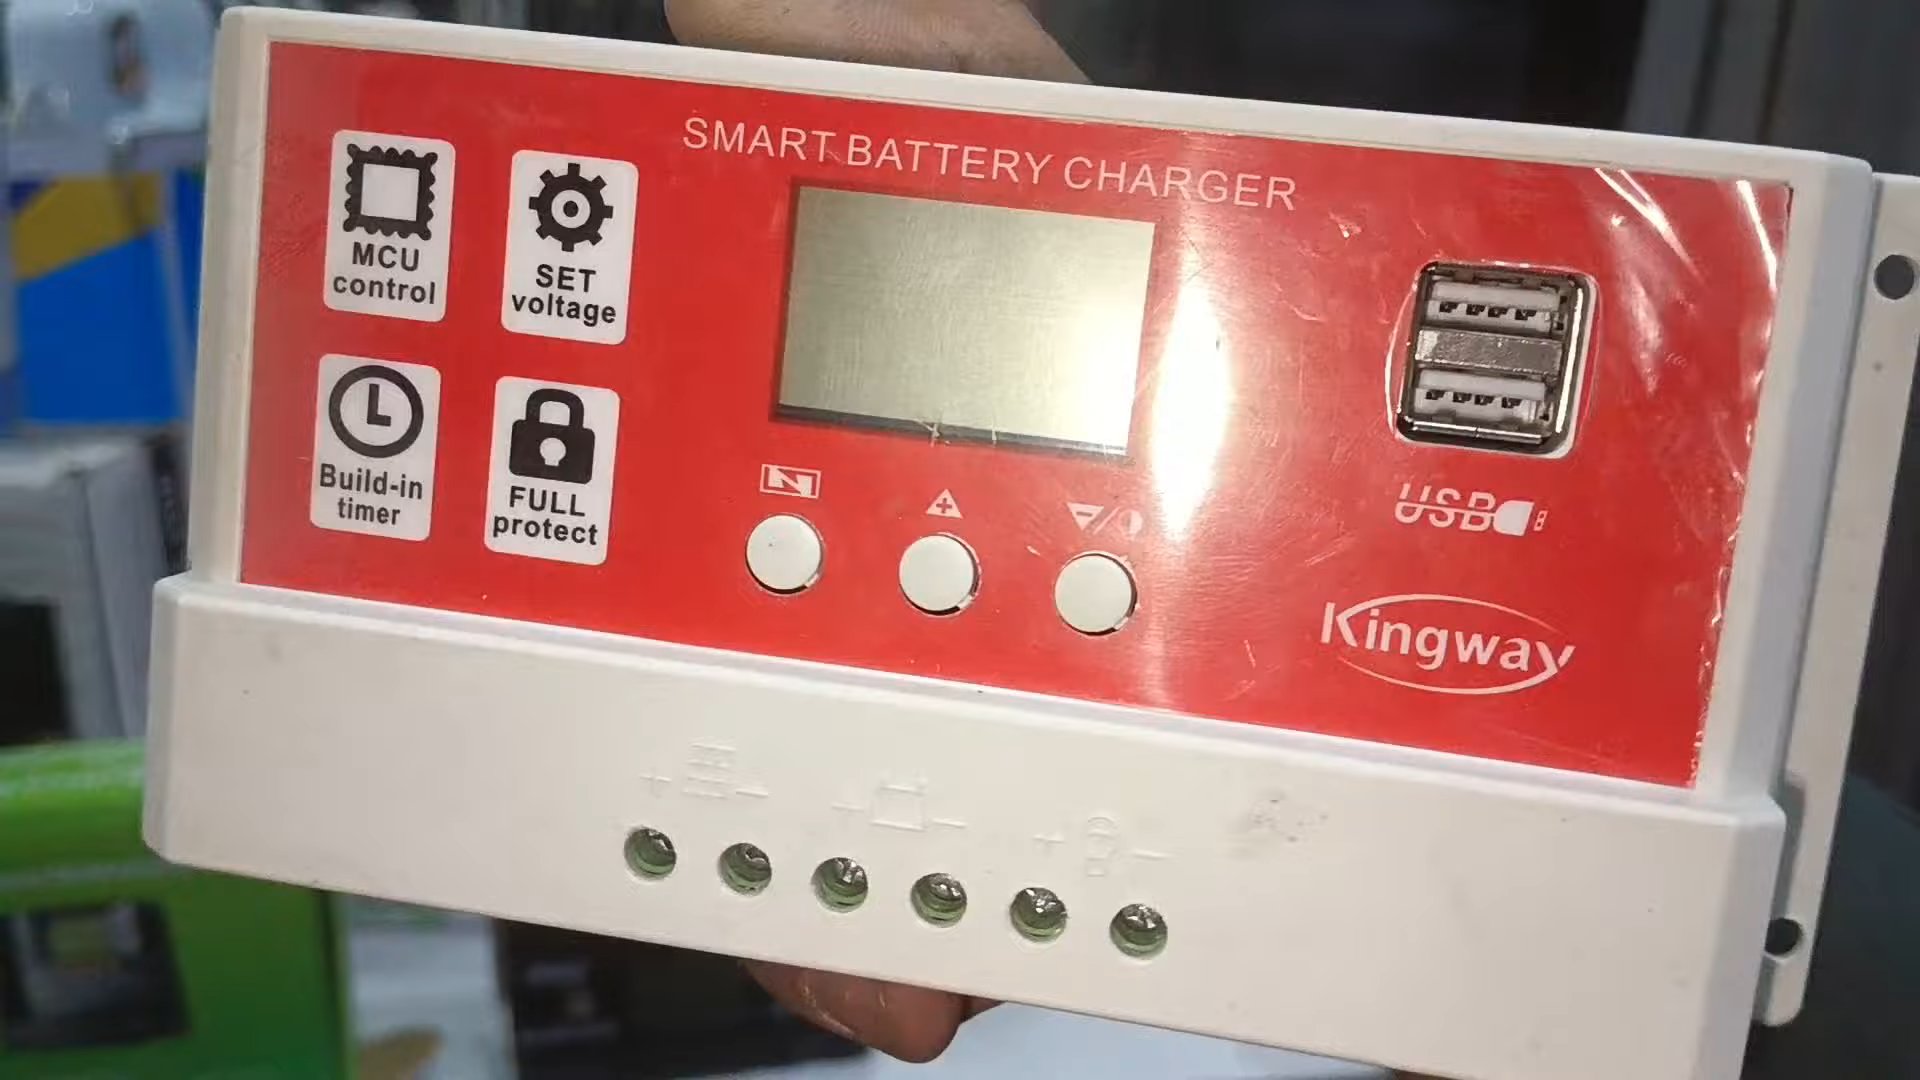 SMART BATTERY CHARGER
MCU
control
SET
voltage
Build-in
timer
FULL
protect
USB
Kingway